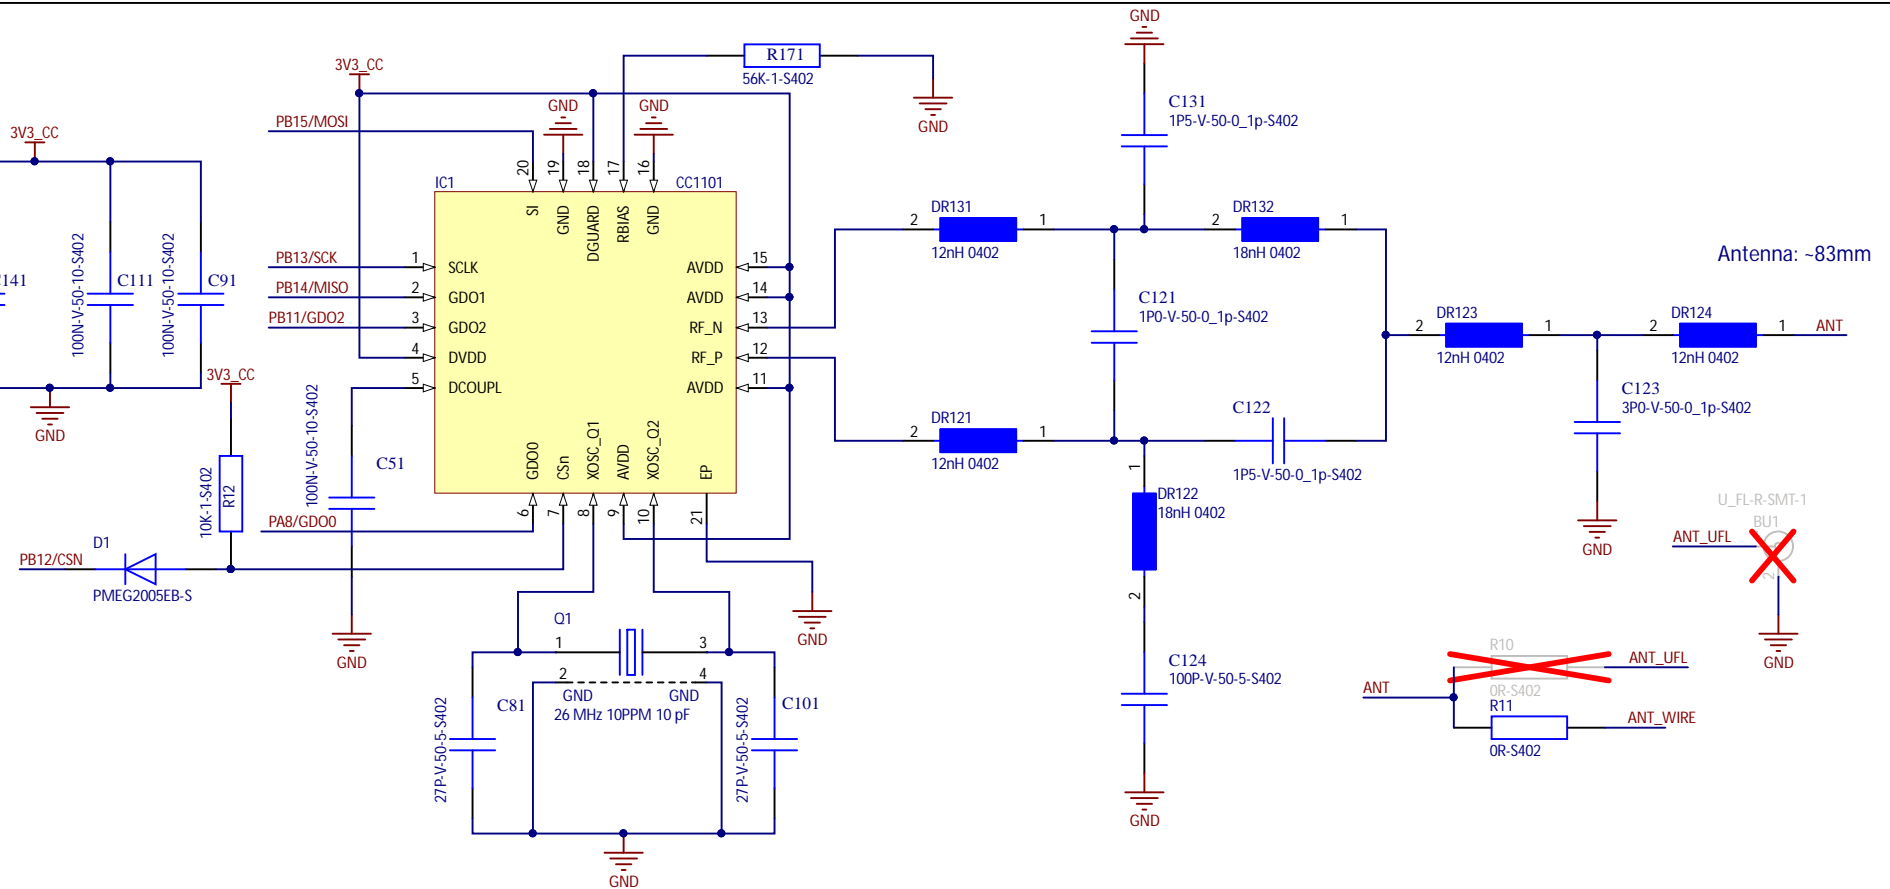 GND
R171
56K-1-S402
GND
3V3_CC
PB15/MOSI
GND
GND
3V3_CC
C131
1P5-V-50-0_1p-S402
20
19
18
17
16
IC1
CC1101
SI
GND
DGUARD
RBIAS
GND
DR131
2
1
12nH 0402
DR132
2
1
18nH 0402
Antenna: ~83mm
141
100N-V-50-10-S402
C111
100N-V-50-10-S402
C91
PB13/SCK
1
SCLK
PB14/MISO
2
GDO1
PB11/GDO2
3
GDO2
4
DVDD
5
DCOUPL
AVDD
15
AVDD
14
RF_N
13
RF_P
12
AVDD
11
C121
1P0-V-50-0_1p-S402
DR123
2
1
12nH 0402
DR124
2
1
12nH 0402
ANT
3V3_CC
GND
C123
3P0-V-50-0_1p-S402
GND
DR121
2
1
12nH 0402
C122
1P5-V-50-0_1p-S402
100N-V-50-10-S402
C51
GDO0
CSn
XOSC_Q1
AVDD
XOSC_Q2
EP
6
7
8
9
10
21
10K-1-S402
R12
PA8/GDO0
D1
PB12/CSN
PMEG2005EB-S
GND
GND
1
DR122
18nH 0402
2
U_FL-R-SMT-1
BU1
ANT_UFL
2
GND
Q1
1
3
2
4
GND
GND
26 MHz 10PPM 10 pF
C81
27P-V-50-5-S402
C101
27P-V-50-5-S402
GND
C124
100P-V-50-5-S402
GND
R10
ANT_UFL
0R-S402
ANT
R11
ANT_WIRE
0R-S402